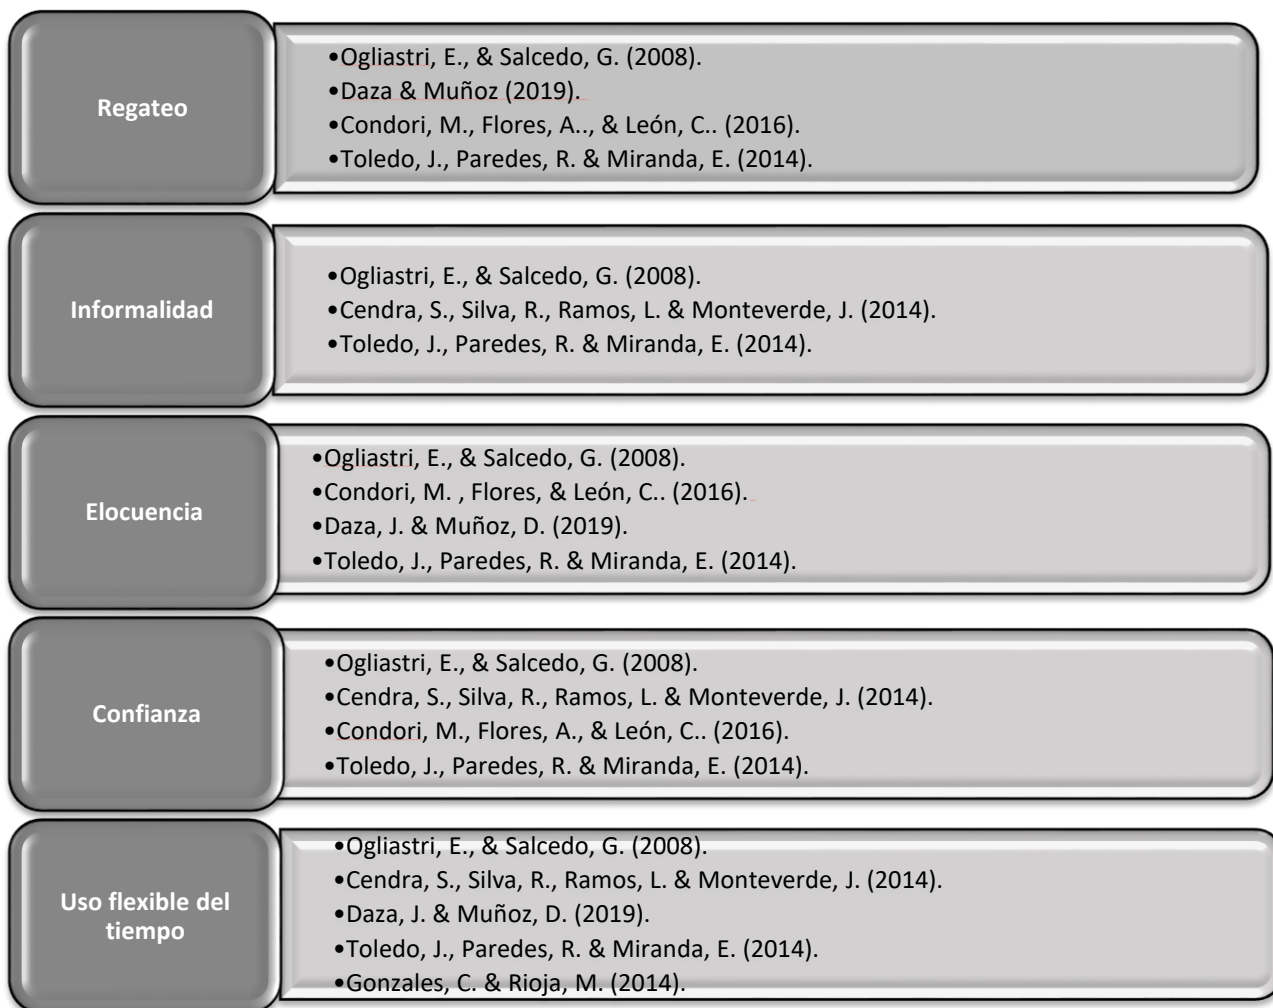 Regateo
•Ogliastri, E., & Salcedo, G. (2008).
•Daza & Muñoz (2019).
•Condori, M., Flores, A.., & León, C.. (2016).
•Toledo, J., Paredes, R. & Miranda, E. (2014).
Informalidad
•Ogliastri, E., & Salcedo, G. (2008).
•Cendra, S., Silva, R., Ramos, L. & Monteverde, J. (2014).
•Toledo, J., Paredes, R. & Miranda, E. (2014).
Elocuencia
•Ogliastri, E., & Salcedo, G. (2008).
•Condori, M. , Flores, & León, C.. (2016).
•Daza, J. & Muñoz, D. (2019).
•Toledo, J., Paredes, R. & Miranda, E. (2014).
Confianza
•Ogliastri, E., & Salcedo, G. (2008).
•Cendra, S., Silva, R., Ramos, L. & Monteverde, J. (2014).
•Condori, M., Flores, A., & León, C.. (2016).
•Toledo, J., Paredes, R. & Miranda, E. (2014).
Uso flexible del
tiempo
•Ogliastri, E., & Salcedo, G. (2008).
•Cendra, S., Silva, R., Ramos, L. & Monteverde, J. (2014).
•Daza, J. & Muñoz, D. (2019).
•Toledo, J., Paredes, R. & Miranda, E. (2014).
•Gonzales, C. & Rioja, M. (2014).